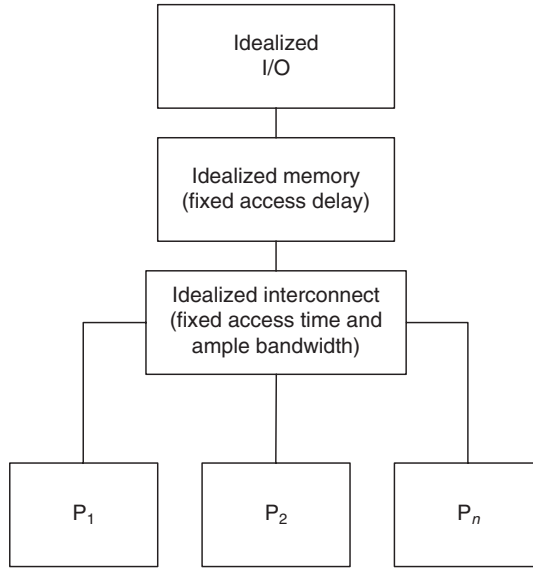 Idealized
I/O
Idealized memory
(fixed access delay)
Idealized interconnect
(fixed access time and
ample bandwidth)
P₁
P₂
Pₙ